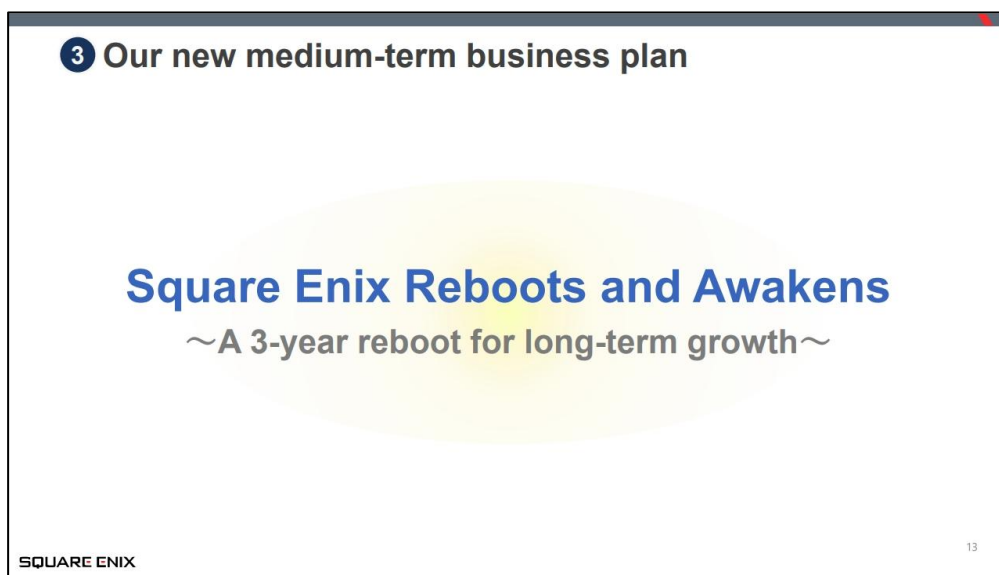 3 Our new medium-term business plan
Square Enix Reboots and Awakens
～A 3-year reboot for long-term growth～
SQUARE ENIX
13